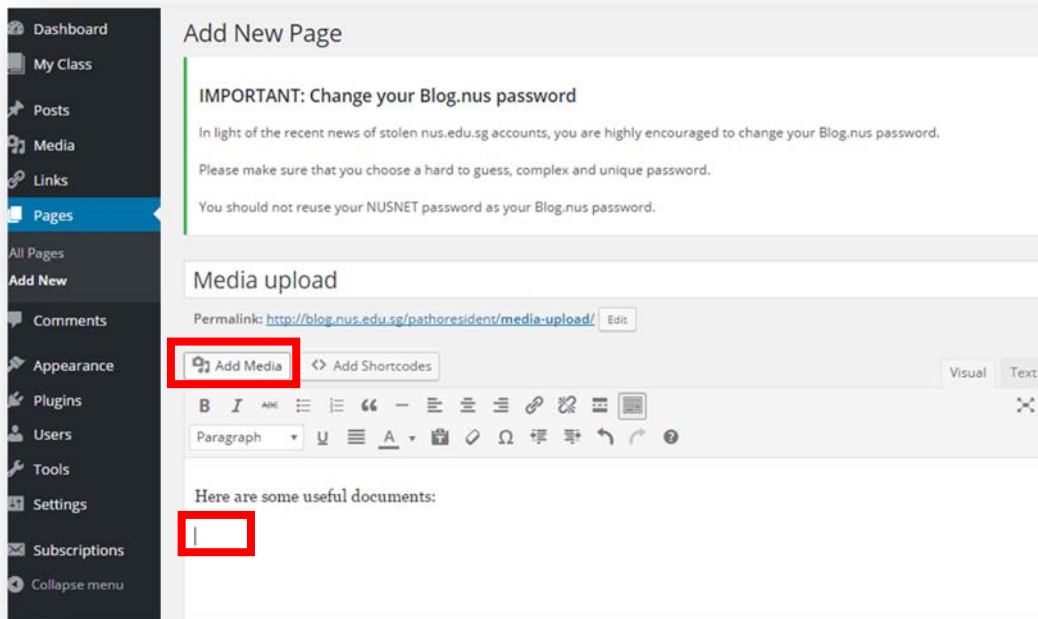 Dashboard
My Class
Posts
Media
Links
Pages
All Pages
Add New
Comments
Appearance
Plugins
Users
Tools
Settings
Subscriptions
Collapse menu
Add New Page
IMPORTANT: Change your Blog.nus password
In light of the recent news of stolen nus.edu.sg accounts, you are highly encouraged to change your Blog.nus password.
Please make sure that you choose a hard to guess, complex and unique password.
You should not reuse your NUSNET password as your Blog.nus password.
Media upload
Permalink: http://blog.nus.edu.sg/pathoresident/media-upload/ Edit
Add Media <> Add Shortcodes
Visual Text
B I ABC
Paragraph U A Ω ?
Here are some useful documents: